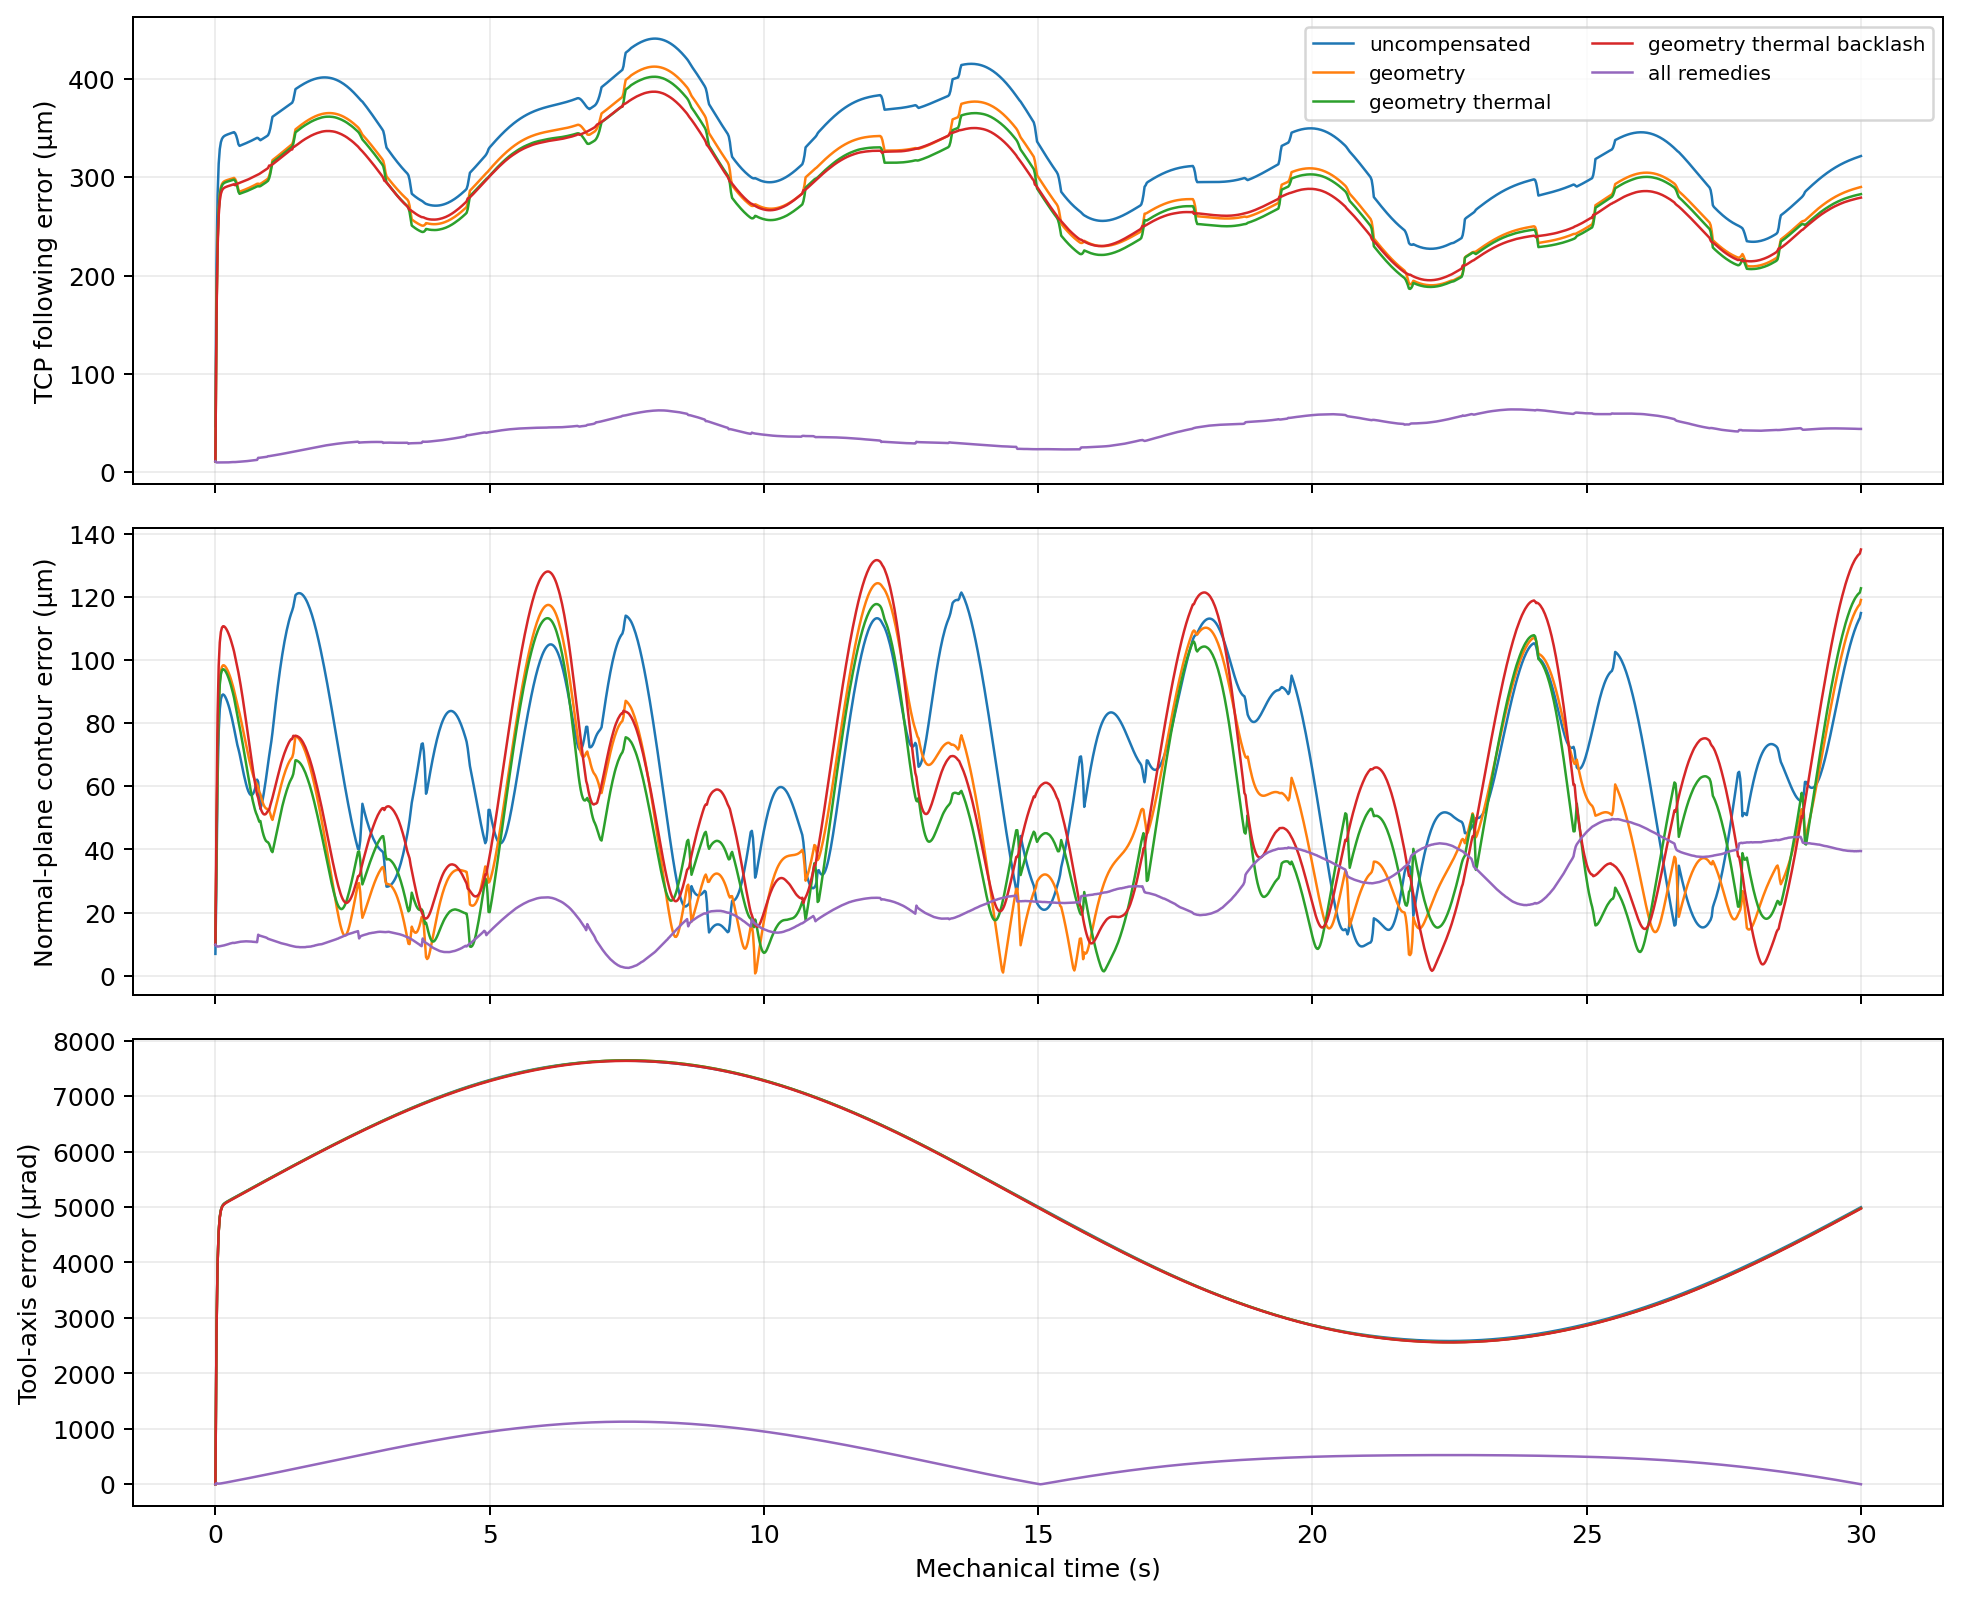 TCP following error (µm)
400
300
200
100
0
uncompensated
geometry
geometry thermal
geometry thermal backlash
all remedies
Normal-plane contour error (µm)
140
120
100
80
60
40
20
0
Tool-axis error (µrad)
8000
7000
6000
5000
4000
3000
2000
1000
0
0 5 10 15 20 25 30
Mechanical time (s)